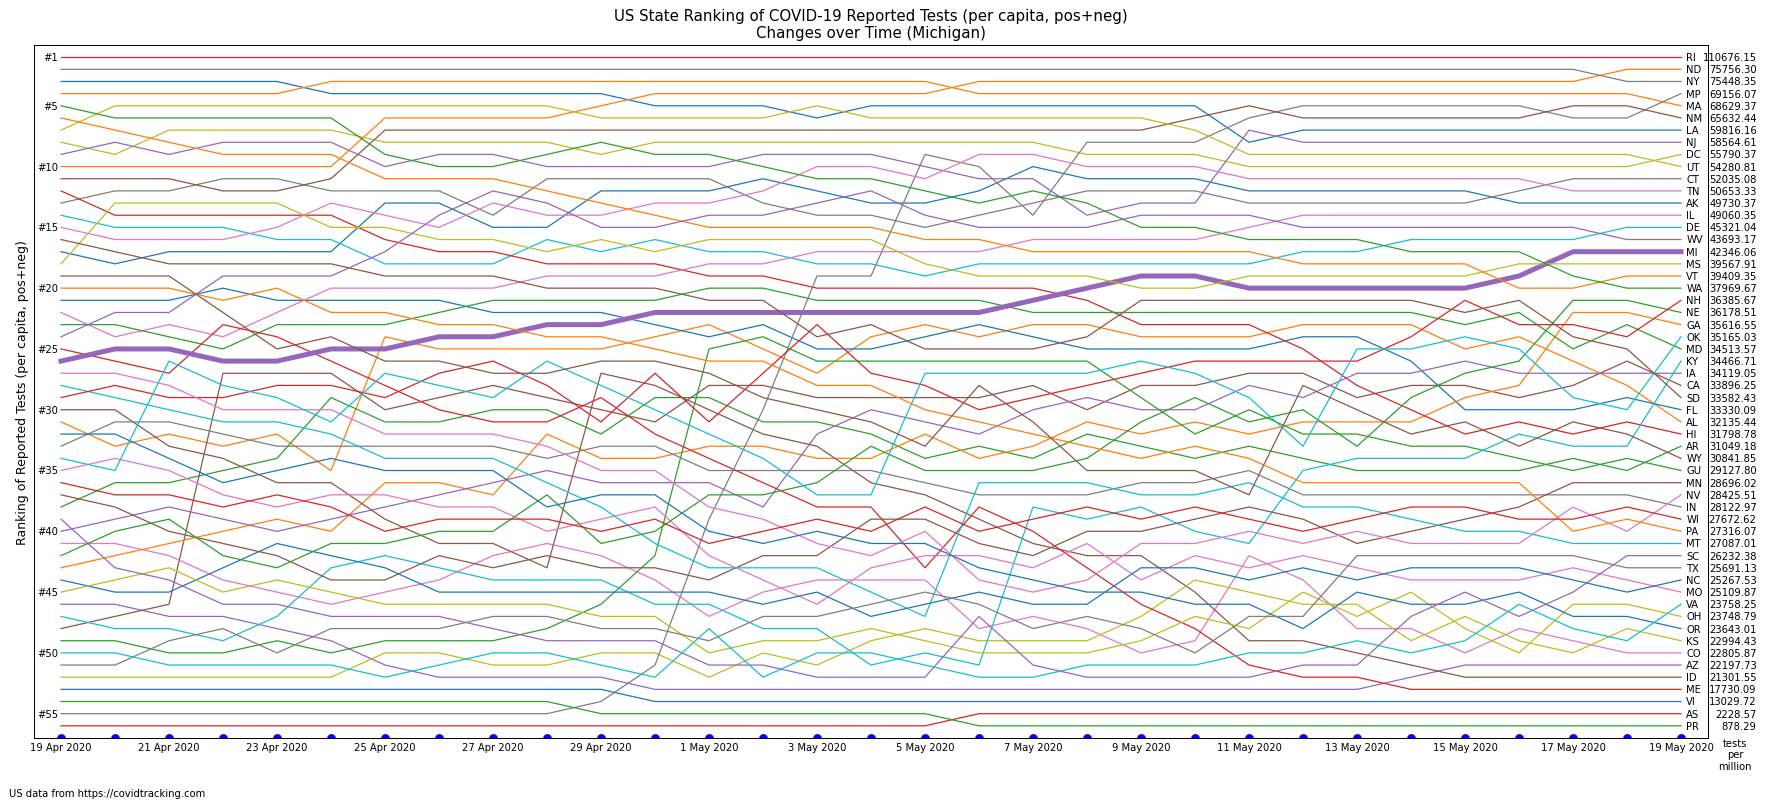 US State Ranking of COVID-19 Reported Tests (per capita, pos+neg)
Changes over Time (Michigan)
Ranking of Reported Tests (per capita, pos+neg)
#1
#5
#10
#15
#20
#25
#30
#35
#40
#45
#50
#55
RI 110676.15
ND 75756.30
NY 75448.35
MP 69156.07
MA 68629.37
NM 65632.44
LA 59816.16
NJ 58564.61
DC 55790.37
UT 54280.81
CT 52035.08
TN 50653.33
AK 49730.37
IL 49060.35
DE 45321.04
WV 43693.17
MI 42346.06
MS 39567.91
VT 39409.35
WA 37969.67
NH 36385.67
NE 36178.51
GA 35616.55
OK 35165.03
MD 34513.57
KY 34466.71
IA 34119.05
CA 33896.25
SD 33582.43
FL 33330.09
AL 32135.44
HI 31798.78
AR 31049.18
WY 30841.85
GU 29127.80
MN 28696.02
NV 28425.51
IN 28122.97
WI 27672.62
PA 27316.07
MT 27087.01
SC 26232.38
TX 25691.13
NC 25267.53
MO 25109.87
VA 23758.25
OH 23748.79
OR 23643.01
KS 22994.43
CO 22805.87
AZ 22197.73
ID 21301.55
ME 17730.09
VI 13029.72
AS 2228.57
PR 878.29
19 Apr 2020 21 Apr 2020 23 Apr 2020 25 Apr 2020 27 Apr 2020 29 Apr 2020 1 May 2020 3 May 2020 5 May 2020 7 May 2020 9 May 2020 11 May 2020 13 May 2020 15 May 2020 17 May 2020 19 May 2020
tests
per
million
US data from https://covidtracking.com